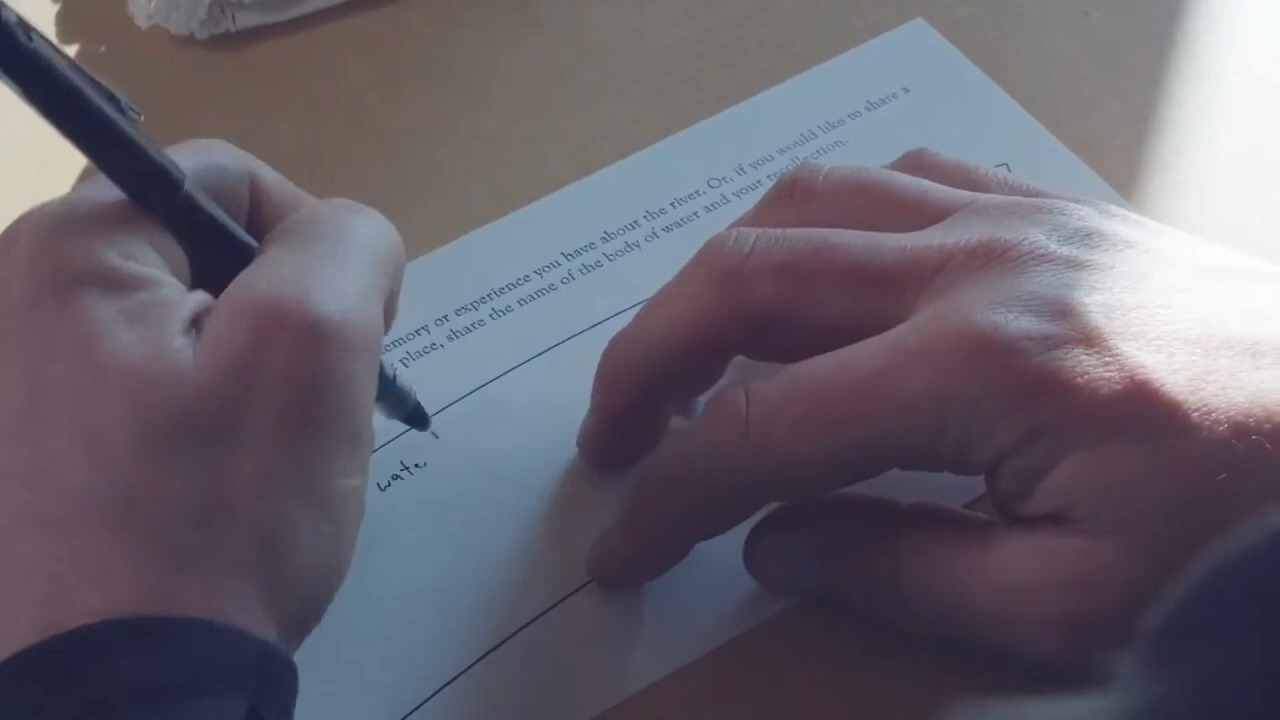 emory or experience you have about the river. Or, if you would like to share a
place, share the name of the body of water and your recollection.
wate